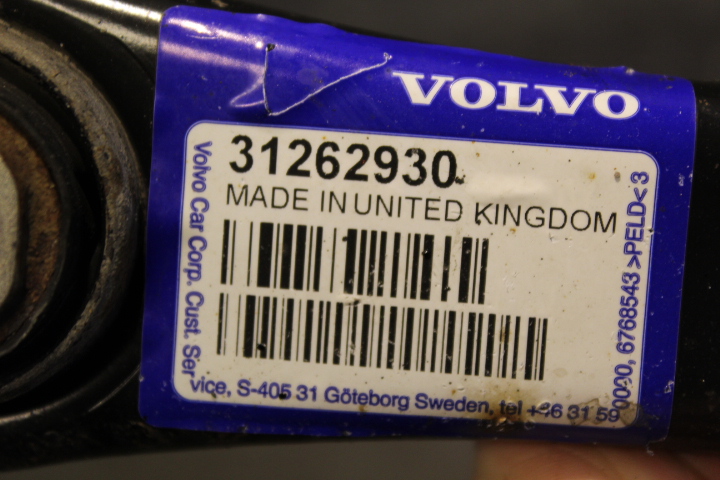 VOLVO
31262930
MADE IN UNITED KINGDOM
Volvo Car Corp. Cust. Service, S-405 31 Göteborg Sweden, tel +46 31 59 0000, 6768543 >PELD< 3